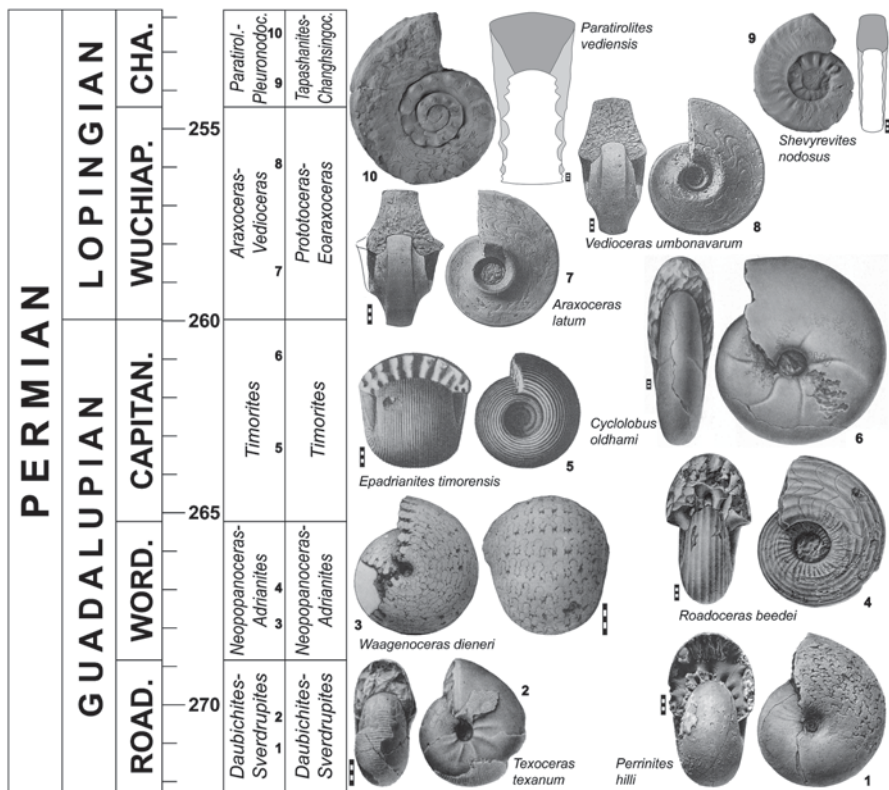 PERMIAN
LOPINGIAN
GUADALUPIAN
CHA.
WUCHIAP.
CAPITAN.
WORD.
ROAD.
255
260
265
270
Paratirol.-
Pleuronodoc.
10
9
Araxoceras-
Vedioceras
8
7
Timorites
6
5
Neopopanoceras-
Adrianites
4
3
Daubichites-
Sverdrupites
2
1
Tapashanites-
Changhsingoc.
Prototoceras-
Eoaraxoceras
Timorites
Neopopanoceras-
Adrianites
Daubichites-
Sverdrupites
Paratirolites
vediensis
10
9
Shevyrevites
nodosus
Vedioceras umbonavarum
8
7
Araxoceras
latum
Cyclolobus
oldhami
6
Epadrianites timorensis
5
3
Waagenoceras dieneri
Roadoceras beedei
4
2
Texoceras
texanum
Perrinites
hilli
1